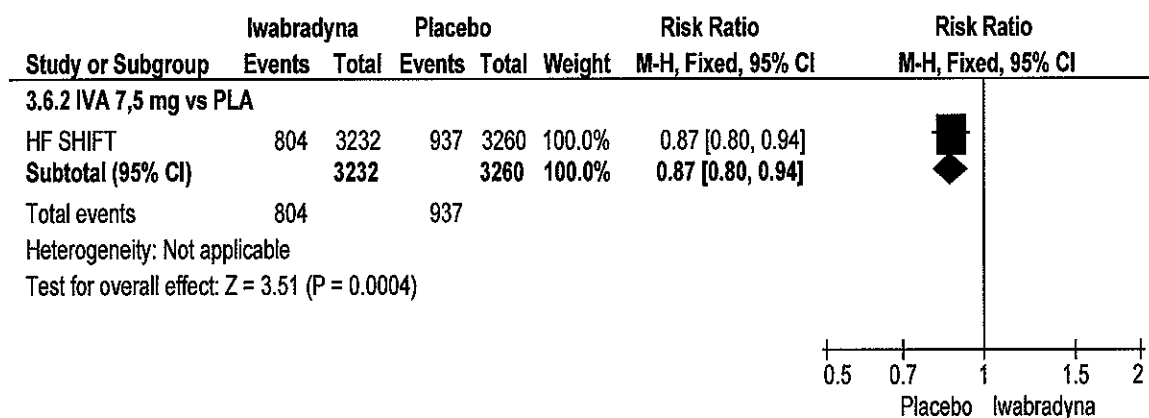 Iwabradyna Placebo Risk Ratio Risk Ratio
Study or Subgroup Events Total Events Total Weight M-H, Fixed, 95% CI M-H, Fixed, 95% CI
3.6.2 IVA 7,5 mg vs PLA
HF SHIFT 804 3232 937 3260 100.0% 0.87 [0.80, 0.94]
Subtotal (95% CI) 3232 3260 100.0% 0.87 [0.80, 0.94]
Total events 804 937
Heterogeneity: Not applicable
Test for overall effect: Z = 3.51 (P = 0.0004)
0.5 0.7 1 1.5 2
Placebo Iwabradyna